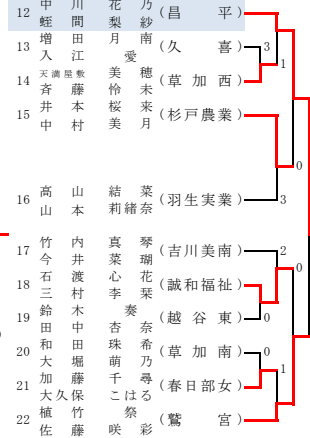 12 中川花乃 (昌平)
蛭間梨紗
13 増田月南 (久喜) 3
入江愛
1
14 天満屋敷美穂 (草加西)
斉藤怜未
15 井本桜来 (杉戸農業)
中村美月
0
16 高山結菜 (羽生実業) 3
山本莉緒奈
17 竹内真琴 (吉川美南) 2
今井菜瑚
0
18 石渡心花 (誠和福祉)
三村李栞
19 鈴木奏 (越谷東) 0
田中杏奈
20 和田珠希 (草加南) 0
大堀萌乃
1
21 加藤千尋 (春日部女)
大久保こはる
22 植竹祭 (鷲宮)
佐藤咲彩